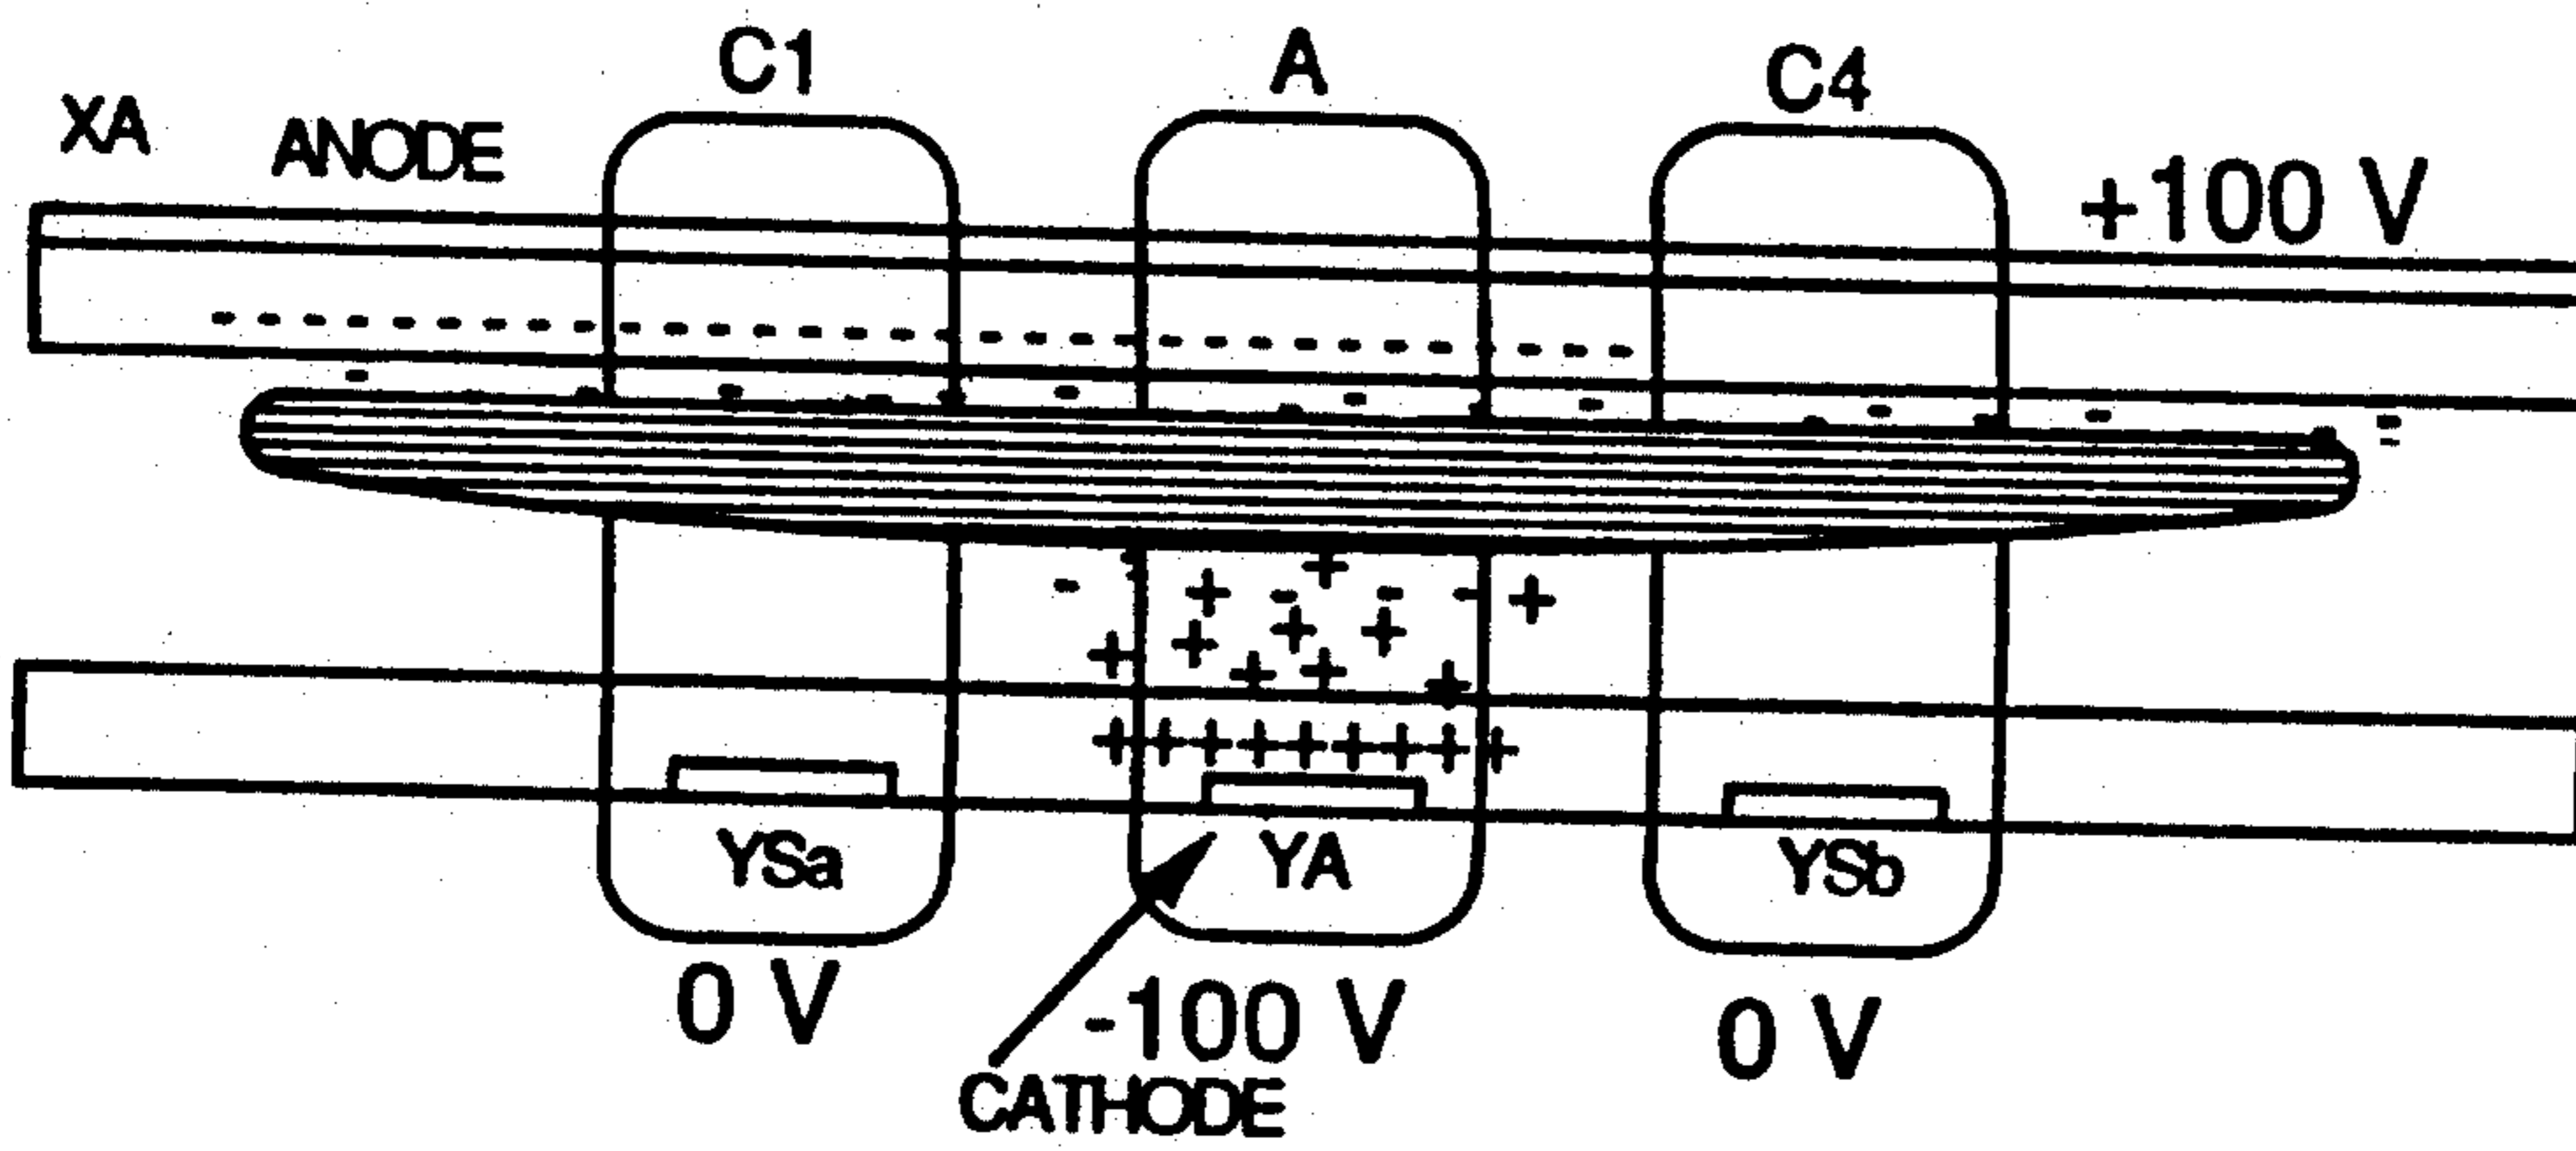 C1 A C4
XA ANODE +100 V
YSa YA YSb
0 V -100 V 0 V
CATHODE